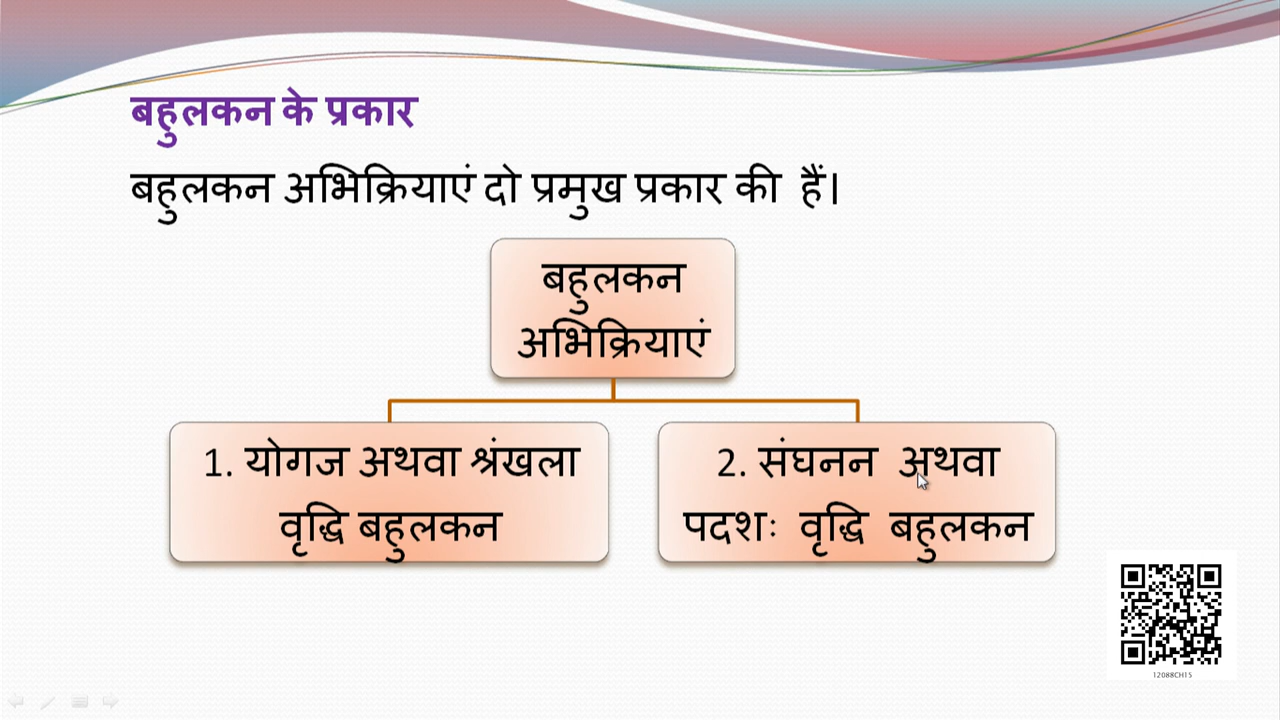 बहुलकन के प्रकार
बहुलकन अभिक्रियाएं दो प्रमुख प्रकार की हैं।
बहुलकन
अभिक्रियाएं
1. योगज अथवा श्रंखला
वृद्धि बहुलकन
2. संघनन अथवा
पदशः वृद्धि बहुलकन
12088CH15